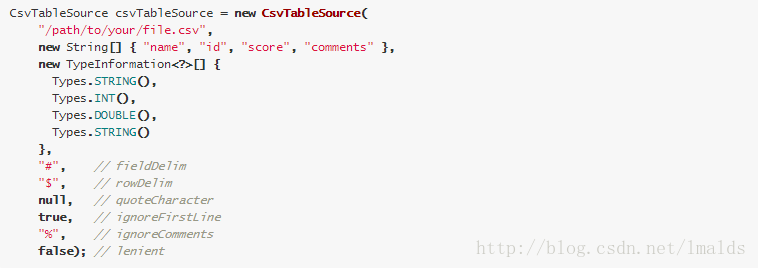 CsvTableSource csvTableSource = new CsvTableSource(
    "/path/to/your/file.csv",
    new String[] { "name", "id", "score", "comments" },
    new TypeInformation<?>[] {
      Types.STRING(),
      Types.INT(),
      Types.DOUBLE(),
      Types.STRING()
    },
    "#",    // fieldDelim
    "$",    // rowDelim
    null,   // quoteCharacter
    true,   // ignoreFirstLine
    "%",    // ignoreComments
    false); // lenient
http://blog.csdn.net/lmalds